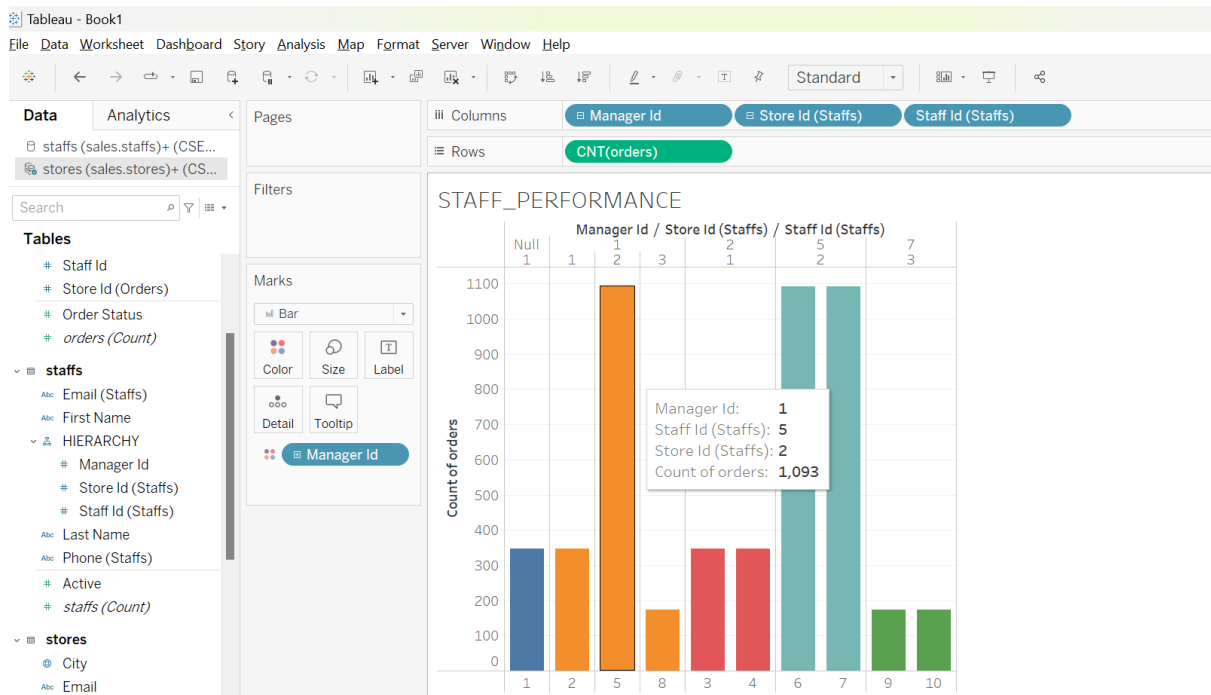 Tableau - Book1
File Data Worksheet Dashboard Story Analysis Map Format Server Window Help
Standard
Data Analytics
staffs (sales.staffs)+ (CSE...
stores (sales.stores)+ (CS...
Search
Tables
# Staff Id
# Store Id (Orders)
# Order Status
# orders (Count)
staffs
Abc Email (Staffs)
Abc First Name
HIERARCHY
# Manager Id
# Store Id (Staffs)
# Staff Id (Staffs)
Abc Last Name
Abc Phone (Staffs)
# Active
# staffs (Count)
stores
City
Abc Email
Pages
Filters
Marks
Bar
Color Size Label
Detail Tooltip
Manager Id
Columns Manager Id Store Id (Staffs) Staff Id (Staffs)
Rows CNT(orders)
STAFF_PERFORMANCE
Manager Id / Store Id (Staffs) / Staff Id (Staffs)
Null 1 2 5 7
1 1 2 3 1 2 3
Count of orders
1100
1000
900
800
700
600
500
400
300
200
100
0
Manager Id: 1
Staff Id (Staffs): 5
Store Id (Staffs): 2
Count of orders: 1,093
1 2 5 8 3 4 6 7 9 10